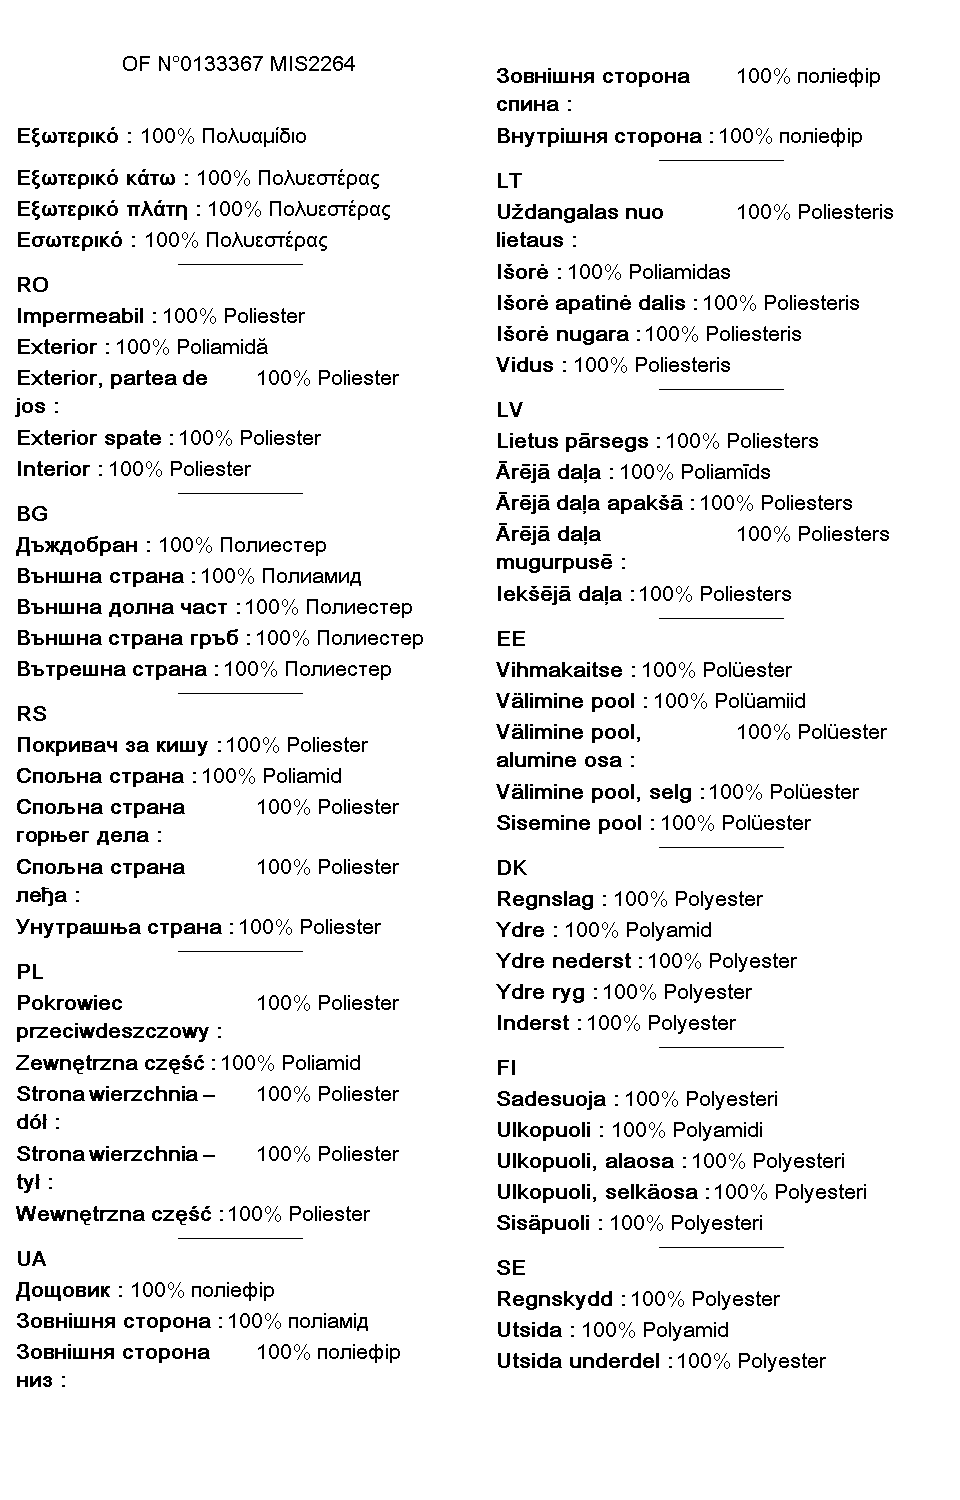 OF N°0133367 MIS2264
Εξωτερικό : 100% Πολυαμίδιο
Εξωτερικό κάτω : 100% Πολυεστέρας
Εξωτερικό πλάτη : 100% Πολυεστέρας
Εσωτερικό : 100% Πολυεστέρας
RO
Impermeabil : 100% Poliester
Exterior : 100% Poliamidă
Exterior, partea de 100% Poliester
jos :
Exterior spate : 100% Poliester
Interior : 100% Poliester
BG
Дъждобран : 100% Полиестер
Външна страна : 100% Полиамид
Външна долна част : 100% Полиестер
Външна страна гръб : 100% Полиестер
Вътрешна страна : 100% Полиестер
RS
Покривач за кишу : 100% Poliester
Спољна страна : 100% Poliamid
Спољна страна 100% Poliester
горњег дела :
Спољна страна 100% Poliester
леђа :
Унутрашња страна : 100% Poliester
PL
Pokrowiec 100% Poliester
przeciwdeszczowy :
Zewnętrzna część : 100% Poliamid
Strona wierzchnia – 100% Poliester
dół :
Strona wierzchnia – 100% Poliester
tył :
Wewnętrzna część : 100% Poliester
UA
Дощовик : 100% поліефір
Зовнішня сторона : 100% поліамід
Зовнішня сторона 100% поліефір
низ :
Зовнішня сторона 100% поліефір
спина :
Внутрішня сторона : 100% поліефір
LT
Uždangalas nuo 100% Poliesteris
lietaus :
Išorė : 100% Poliamidas
Išorė apatinė dalis : 100% Poliesteris
Išorė nugara : 100% Poliesteris
Vidus : 100% Poliesteris
LV
Lietus pārsegs : 100% Poliesters
Ārējā daļa : 100% Poliamīds
Ārējā daļa apakšā : 100% Poliesters
Ārējā daļa 100% Poliesters
mugurpusē :
Iekšējā daļa : 100% Poliesters
EE
Vihmakaitse : 100% Polüester
Välimine pool : 100% Polüamiid
Välimine pool, 100% Polüester
alumine osa :
Välimine pool, selg : 100% Polüester
Sisemine pool : 100% Polüester
DK
Regnslag : 100% Polyester
Ydre : 100% Polyamid
Ydre nederst : 100% Polyester
Ydre ryg : 100% Polyester
Inderst : 100% Polyester
FI
Sadesuoja : 100% Polyesteri
Ulkopuoli : 100% Polyamidi
Ulkopuoli, alaosa : 100% Polyesteri
Ulkopuoli, selkäosa : 100% Polyesteri
Sisäpuoli : 100% Polyesteri
SE
Regnskydd : 100% Polyester
Utsida : 100% Polyamid
Utsida underdel : 100% Polyester